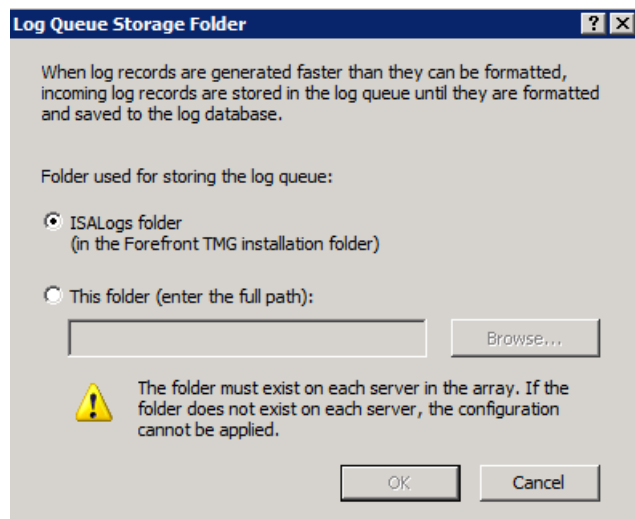 Log Queue Storage Folder
When log records are generated faster than they can be formatted,
incoming log records are stored in the log queue until they are formatted
and saved to the log database.
Folder used for storing the log queue:
ISALogs folder
(in the Forefront TMG installation folder)
This folder (enter the full path):
Browse...
The folder must exist on each server in the array. If the
folder does not exist on each server, the configuration
cannot be applied.
OK
Cancel